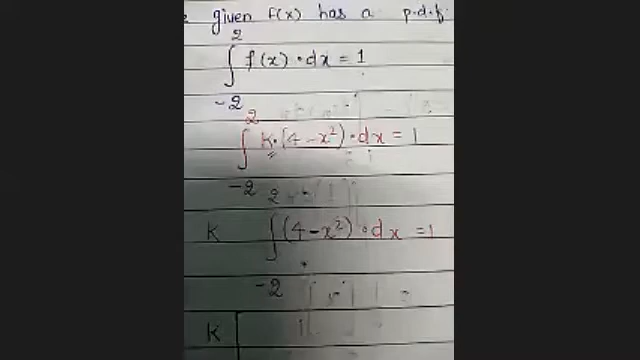 given f(x) has a p.d.f.
2
∫ f(x)·dx = 1
-2
2
∫ k·(4-x²)·dx = 1
-2
2
k ∫ (4-x²)·dx = 1
-2
k